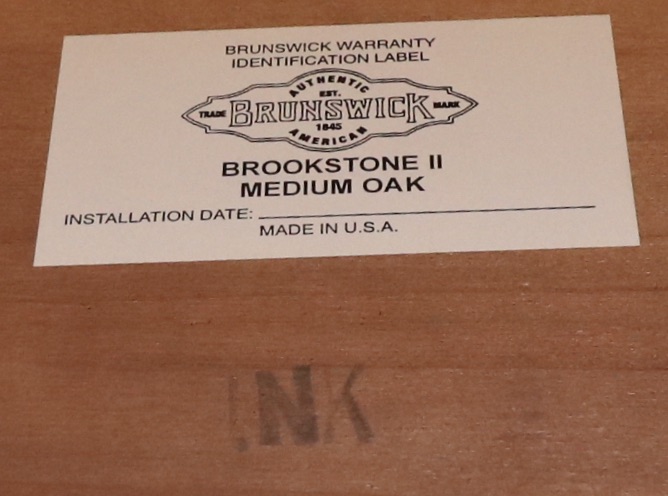 BRUNSWICK WARRANTY
IDENTIFICATION LABEL
AUTHENTIC
EST.
TRADE BRUNSWICK MARK
1845
AMERICAN
BROOKSTONE II
MEDIUM OAK
INSTALLATION DATE:
MADE IN U.S.A.